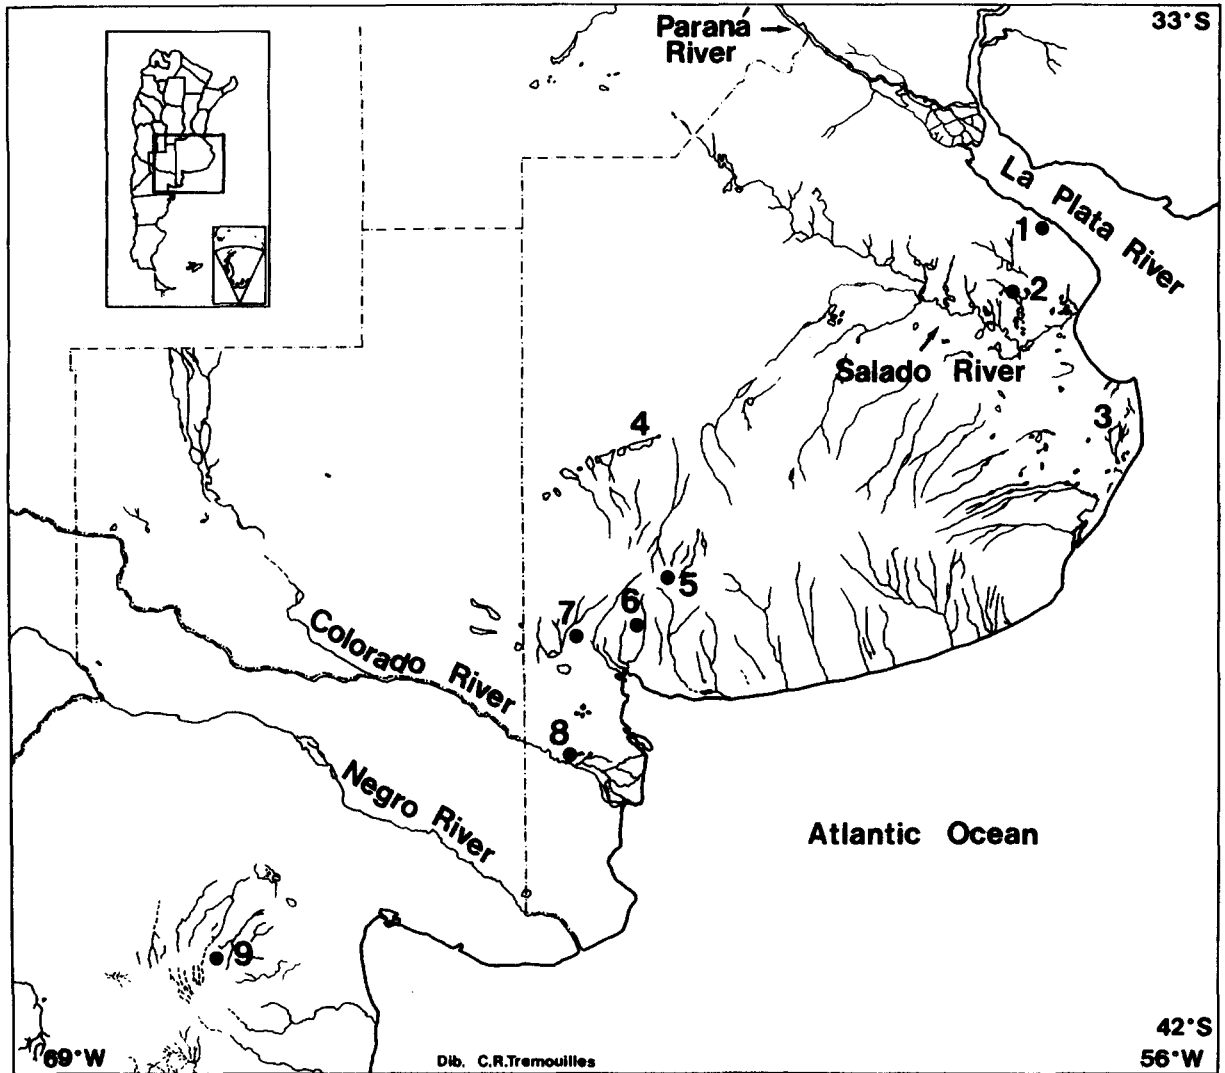 Paraná
River
33°S
La Plata River
1
2
Salado River
3
4
5
6
7
Colorado River
8
Negro River
Atlantic Ocean
9
42°S
69°W
Dib. C.R.Tremouilles
56°W